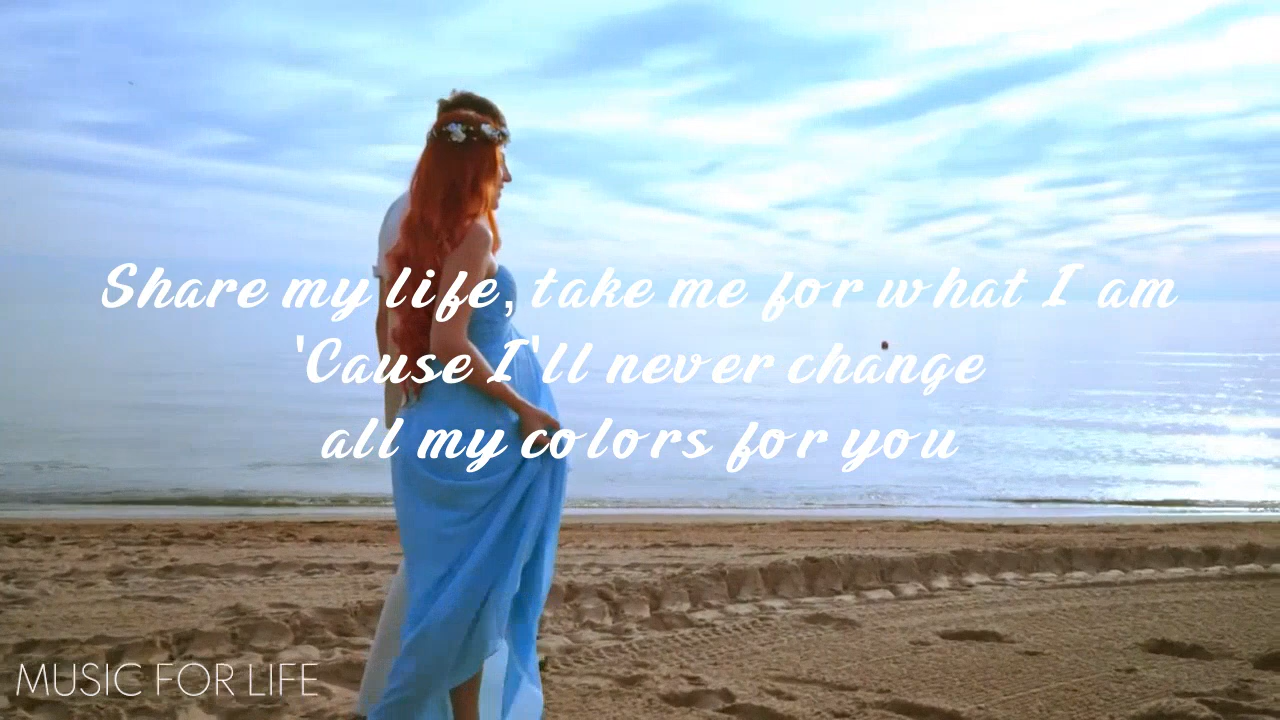 Share my life, take me for what I am
'Cause I'll never change
all my colors for you
MUSIC FOR LIFE